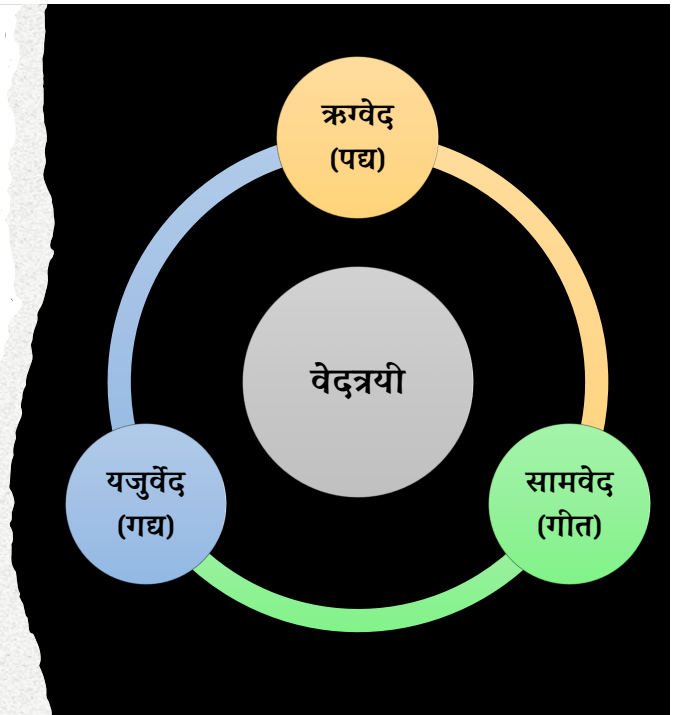 ऋग्वेद
(पद्य)
वेदत्रयी
यजुर्वेद
(गद्य)
सामवेद
(गीत)